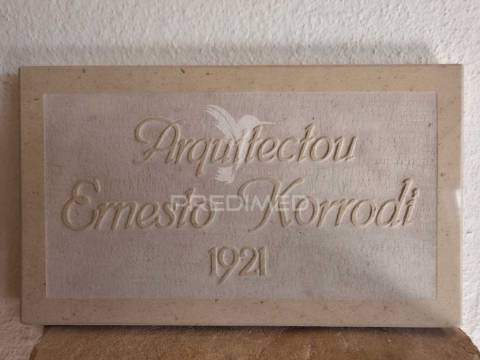 Arquitectou
PREDIMED
Ernesto Korrodi
1921